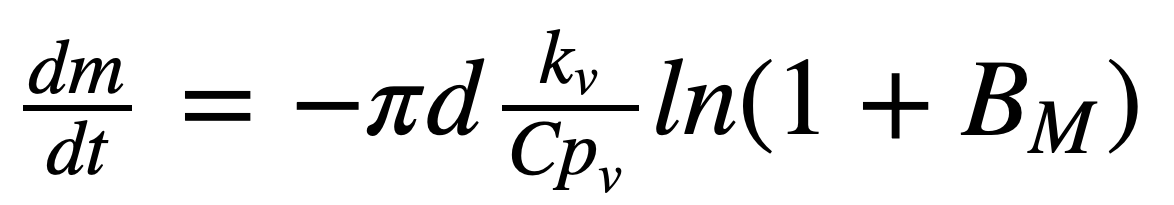 dm/dt = −πd k_v/Cp_v ln(1 + B_M)